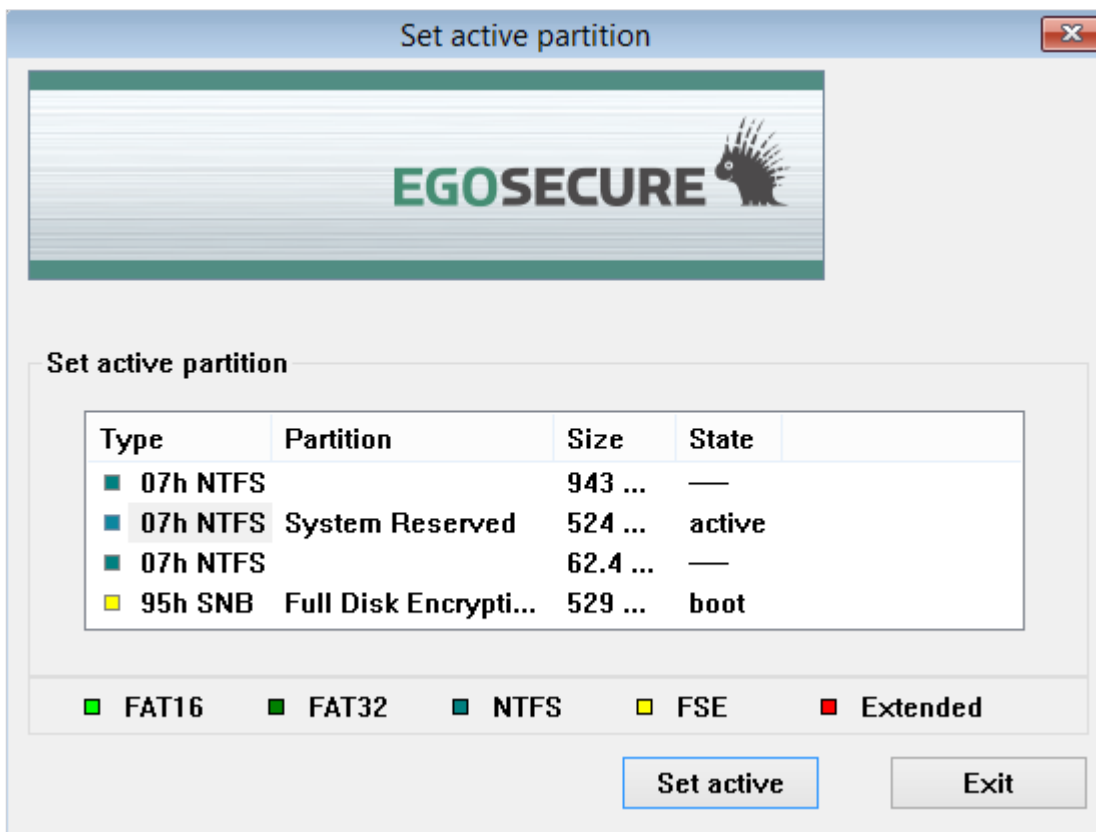 Set active partition
EGOSECURE
Set active partition
Type Partition Size State
07h NTFS 943 ... —
07h NTFS System Reserved 524 ... active
07h NTFS 62.4 ... —
95h SNB Full Disk Encrypti... 529 ... boot
FAT16 FAT32 NTFS FSE Extended
Set active Exit